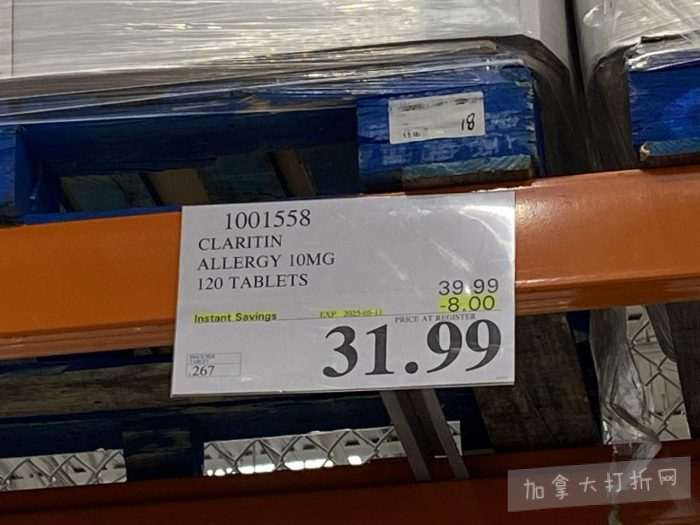 18
1001558
CLARITIN
ALLERGY 10MG
120 TABLETS
39.99
-8.00
Instant Savings
EXP. 2025-05-11
PRICE AT REGISTER
31.99
.267
加拿大打折网